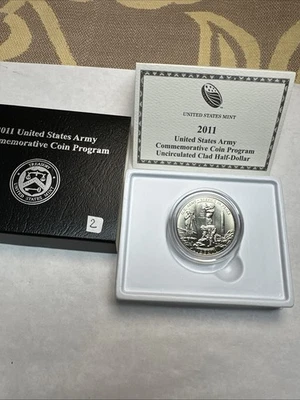 2011 United States Army
Commemorative Coin Program
2
UNITED STATES MINT
2011
United States Army
Commemorative Coin Program
Uncirculated Clad Half-Dollar